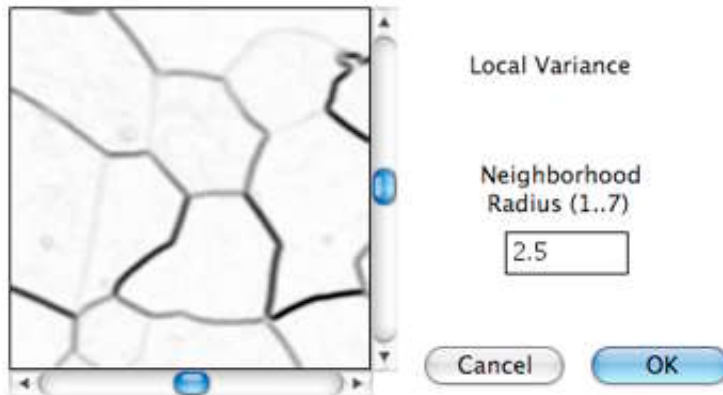 Local Variance
Neighborhood
Radius (1..7)
2.5
Cancel
OK